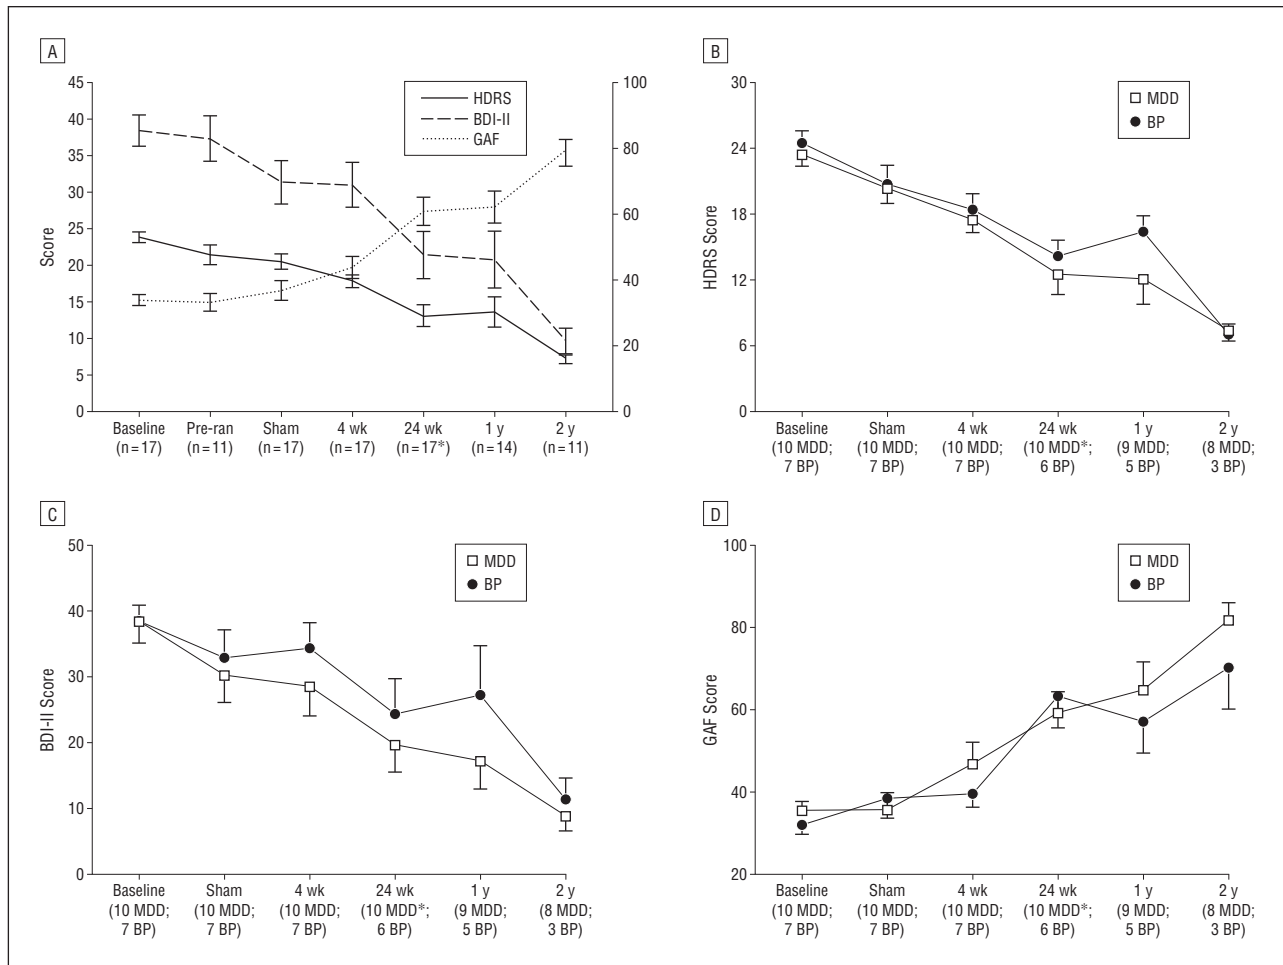 A
Score
45
40
35
30
25
20
15
10
5
0
100
80
60
40
20
0
HDRS
BDI-II
GAF
Baseline
(n=17)
Pre-ran
(n=11)
Sham
(n=17)
4 wk
(n=17)
24 wk
(n=17*)
1 y
(n=14)
2 y
(n=11)
B
HDRS Score
30
24
18
12
6
0
MDD
BP
Baseline
(10 MDD;
7 BP)
Sham
(10 MDD;
7 BP)
4 wk
(10 MDD;
7 BP)
24 wk
(10 MDD*;
6 BP)
1 y
(9 MDD;
5 BP)
2 y
(8 MDD;
3 BP)
C
BDI-II Score
50
40
30
20
10
0
MDD
BP
Baseline
(10 MDD;
7 BP)
Sham
(10 MDD;
7 BP)
4 wk
(10 MDD;
7 BP)
24 wk
(10 MDD*;
6 BP)
1 y
(9 MDD;
5 BP)
2 y
(8 MDD;
3 BP)
D
GAF Score
100
80
60
40
20
MDD
BP
Baseline
(10 MDD;
7 BP)
Sham
(10 MDD;
7 BP)
4 wk
(10 MDD;
7 BP)
24 wk
(10 MDD*;
6 BP)
1 y
(9 MDD;
5 BP)
2 y
(8 MDD;
3 BP)